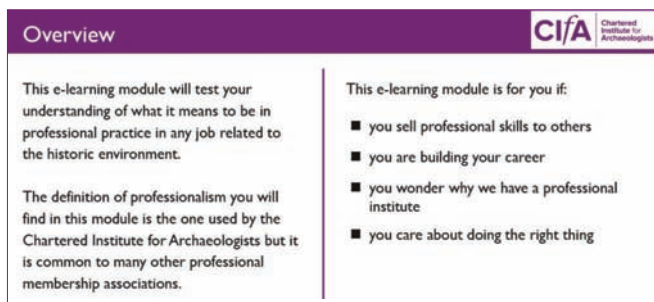 Overview
CIfA
Chartered
Institute for
Archaeologists
This e-learning module will test your
understanding of what it means to be in
professional practice in any job related to
the historic environment.
The definition of professionalism you will
find in this module is the one used by the
Chartered Institute for Archaeologists but it
is common to many other professional
membership associations.
This e-learning module is for you if:
■ you sell professional skills to others
■ you are building your career
■ you wonder why we have a professional
institute
■ you care about doing the right thing